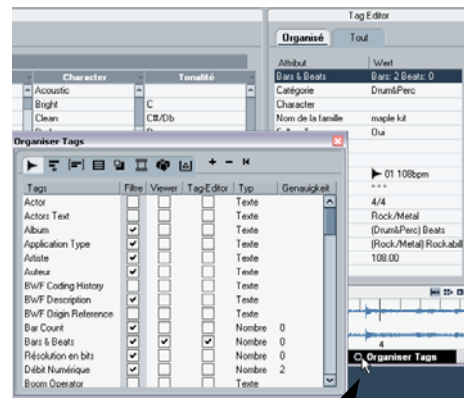 Tag Editor
Organisé Tout
Attribut Wert
Bars & Beats Bars: 2 Beats: 0
Catégorie Drum&Perc
Character
Nom de la famille maple kit
Oui
01 108bpm
***
4/4
Rock/Metal
(Drum&Perc) Beats
(Rock/Metal) Rockabill
108.00
Character Tonalité
Acoustic
Bright C
Clean C#/Db
Organiser Tags
Tags Filtre Viewer Tag-Editor Typ Genauigkeit
Actor Texte
Actors Text Texte
Album Texte
Application Type Texte
Artiste Texte
Auteur Texte
BWF Coding History Texte
BWF Description Texte
BWF Origin Reference Texte
Bar Count Nombre 0
Bars & Beats Nombre 0
Résolution en bits Nombre 0
Débit Numérique Nombre 2
Boom Operator Texte
4
Organiser Tags